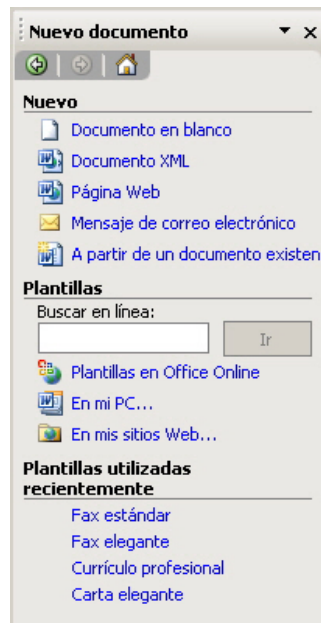 Nuevo documento
Nuevo
Documento en blanco
Documento XML
Página Web
Mensaje de correo electrónico
A partir de un documento existen
Plantillas
Buscar en línea:
Ir
Plantillas en Office Online
En mi PC...
En mis sitios Web...
Plantillas utilizadas
recientemente
Fax estándar
Fax elegante
Currículo profesional
Carta elegante